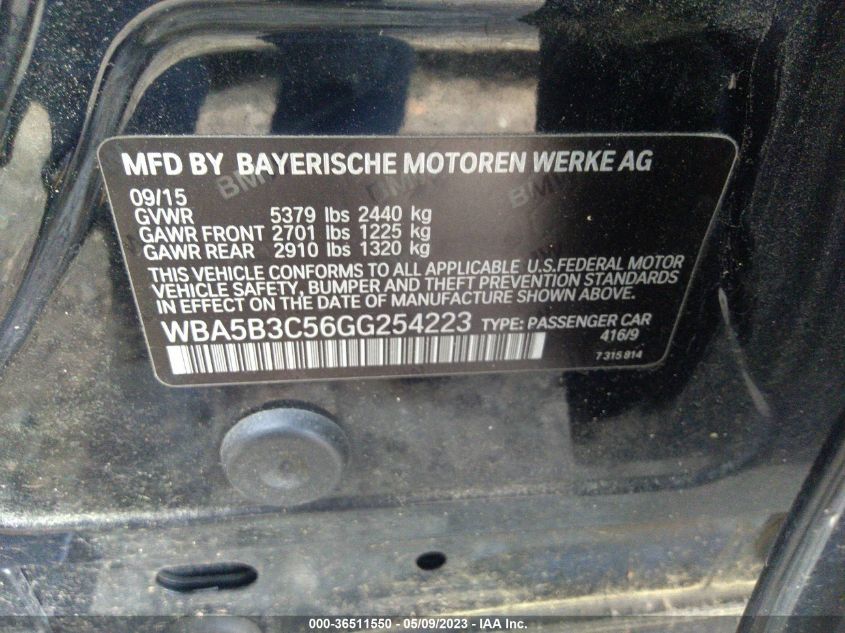 MFD BY BAYERISCHE MOTOREN WERKE AG
09/15
GVWR 5379 lbs 2440 kg
GAWR FRONT 2701 lbs 1225 kg
GAWR REAR 2910 lbs 1320 kg
THIS VEHICLE CONFORMS TO ALL APPLICABLE U.S.FEDERAL MOTOR
VEHICLE SAFETY, BUMPER AND THEFT PREVENTION STANDARDS
IN EFFECT ON THE DATE OF MANUFACTURE SHOWN ABOVE.
WBA5B3C56GG254223 TYPE: PASSENGER CAR
416/9
7 315 814
000-36511550 - 05/09/2023 - IAA Inc.